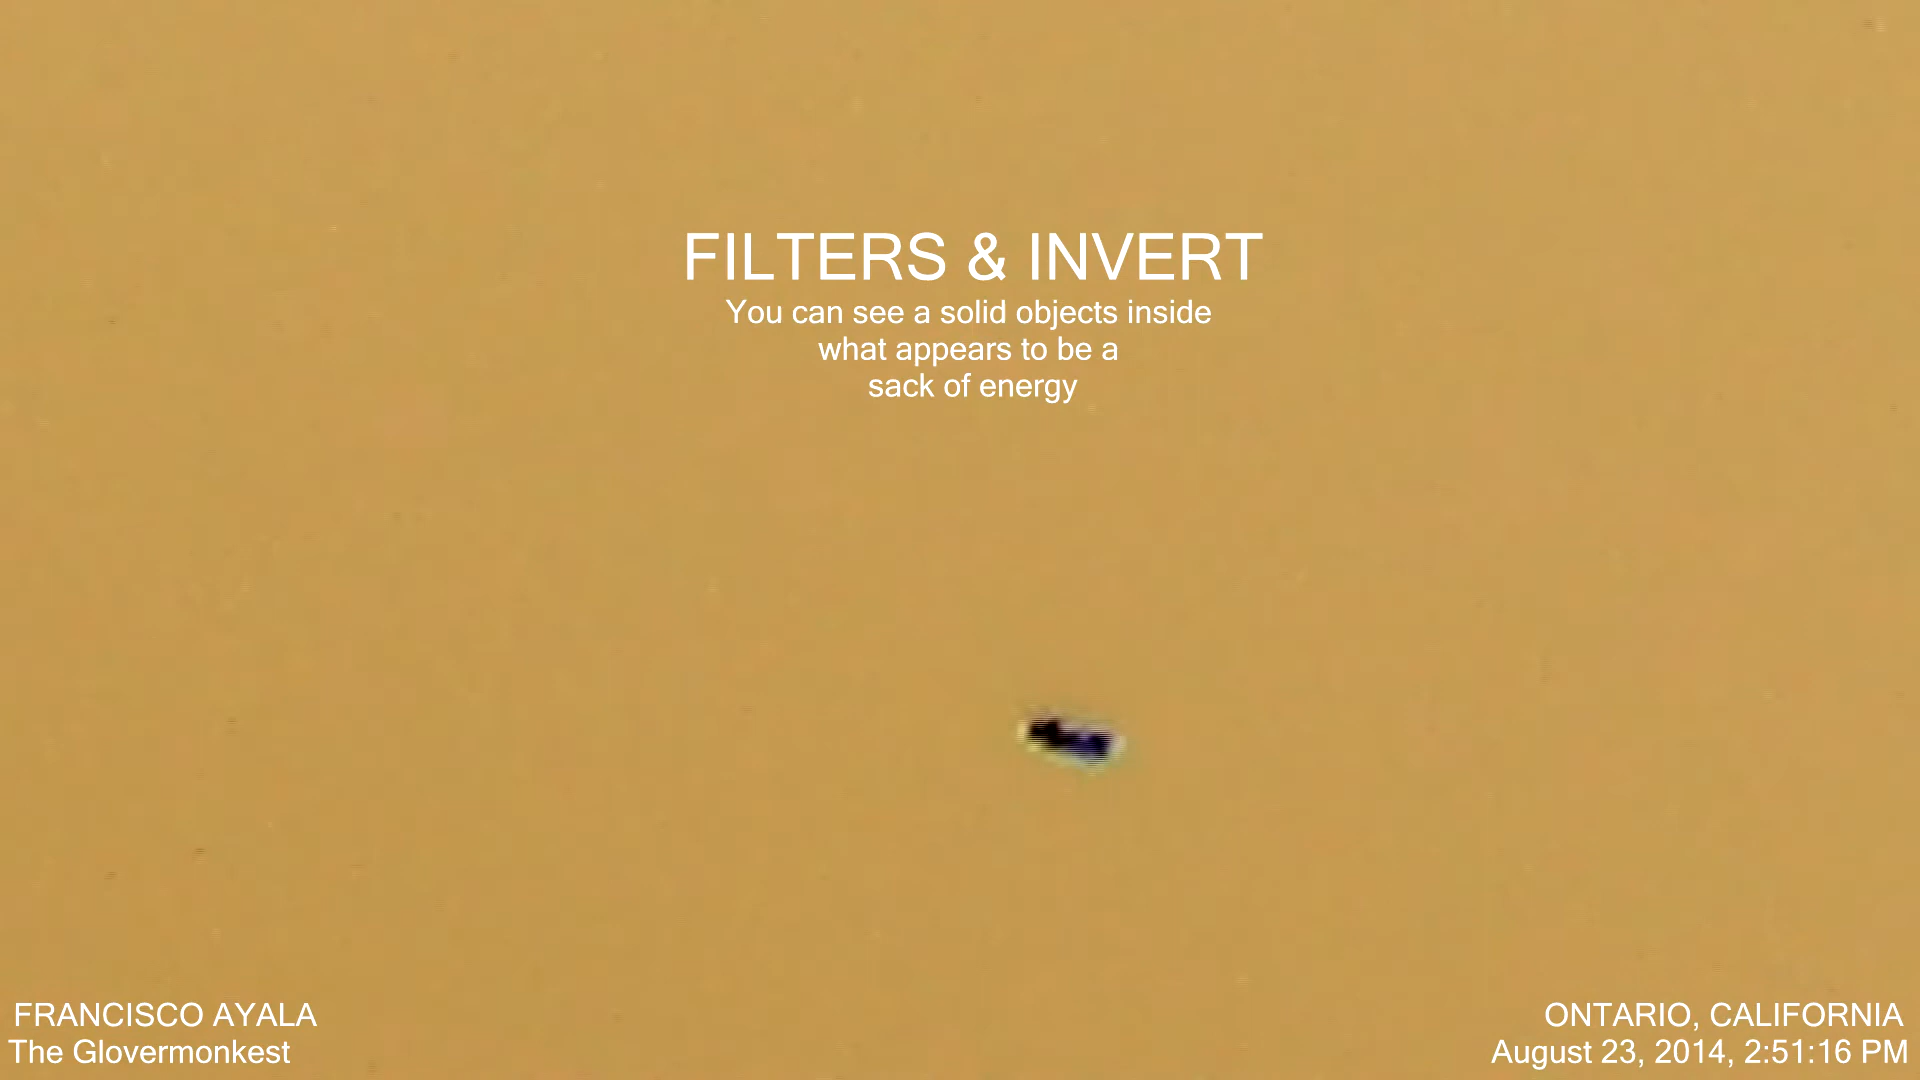 FILTERS & INVERT
You can see a solid objects inside
what appears to be a
sack of energy
FRANCISCO AYALA
The Glovermonkest
ONTARIO, CALIFORNIA
August 23, 2014, 2:51:16 PM